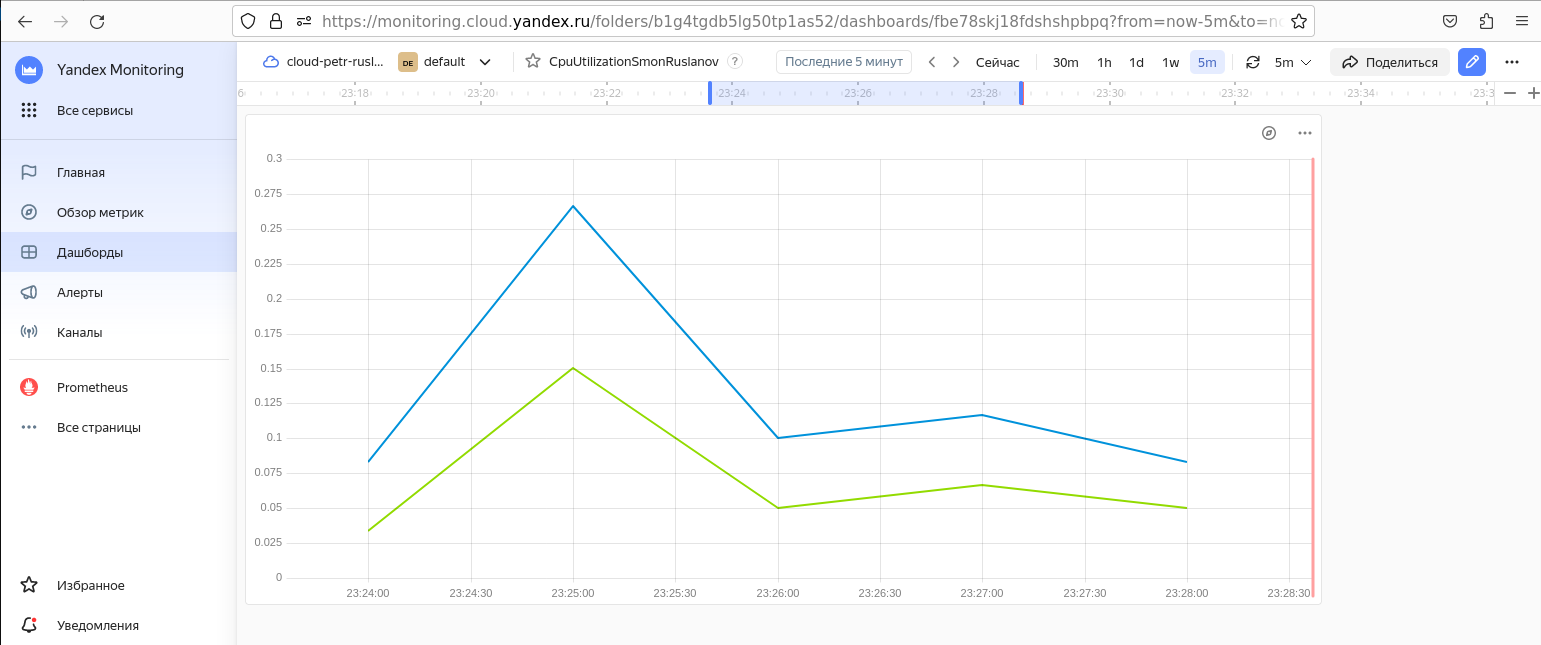 https://monitoring.cloud.yandex.ru/folders/b1g4tgdb5lg50tp1as52/dashboards/fbe78skj18fdshshpbpq?from=now-5m&to=no
Yandex Monitoring
Все сервисы
Главная
Обзор метрик
Дашборды
Алерты
Каналы
Prometheus
Все страницы
Избранное
Уведомления
cloud-petr-rusl... DE default CpuUtilizationSmonRuslanov ? Последние 5 минут Сейчас 30m 1h 1d 1w 5m 5m Поделиться
6 23:18 23:20 23:22 23:24 23:26 23:28 23:30 23:32 23:34 23:3
0.3
0.275
0.25
0.225
0.2
0.175
0.15
0.125
0.1
0.075
0.05
0.025
0
23:24:00 23:24:30 23:25:00 23:25:30 23:26:00 23:26:30 23:27:00 23:27:30 23:28:00 23:28:30